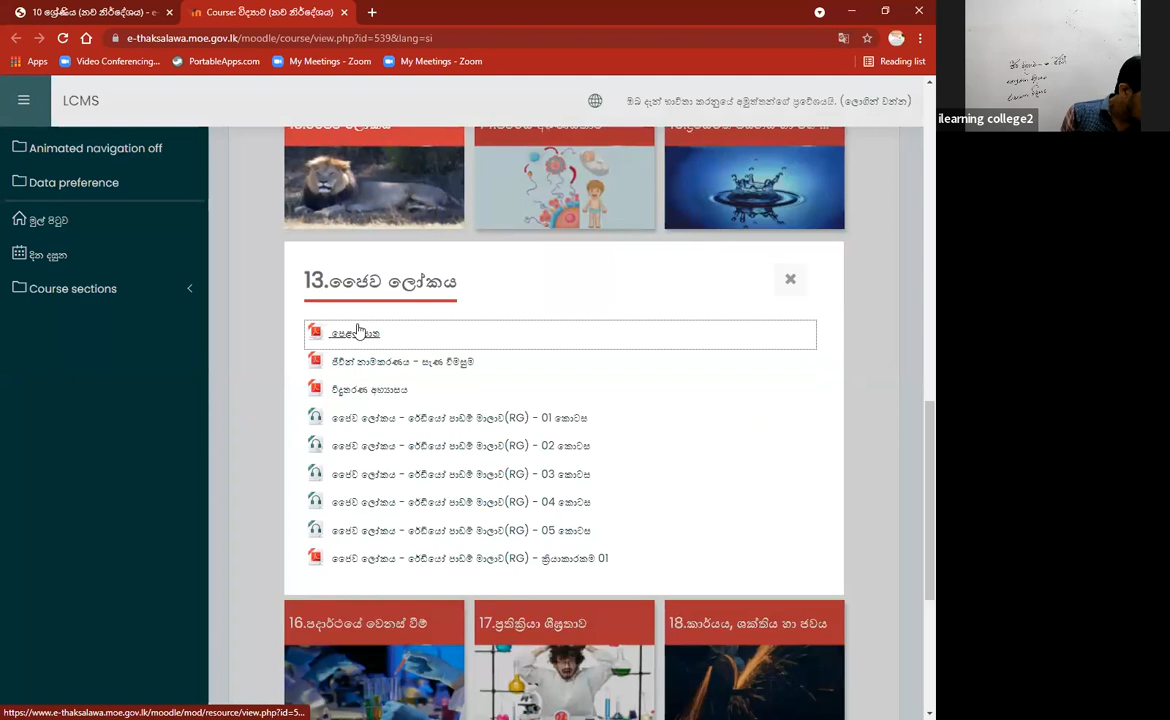 10 ශ්‍රේණිය (නව නිර්දේශය) - e-
Course: විද්‍යාව (නව නිර්දේශය)
e-thaksalawa.moe.gov.lk/moodle/course/view.php?id=539&lang=si
Apps
Video Conferencing...
PortableApps.com
My Meetings - Zoom
My Meetings - Zoom
Reading list
LCMS
ඔබ දැන් භාවිතා කරනුයේ අමුත්තන්ගේ ප්‍රවේශයයි. (ලොගින් වන්න)
ilearning college2
Animated navigation off
Data preference
මුල් පිටුව
දින දසුන
Course sections
13.ජෛව ලෝකය
ජීවීන් නාමකරණය - සැණ විමසුම
විදුතරණ අභ්‍යාසය
ජෛව ලෝකය - රේඩියෝ පාඩම් මාලාව(RG) - 01 කොටස
ජෛව ලෝකය - රේඩියෝ පාඩම් මාලාව(RG) - 02 කොටස
ජෛව ලෝකය - රේඩියෝ පාඩම් මාලාව(RG) - 03 කොටස
ජෛව ලෝකය - රේඩියෝ පාඩම් මාලාව(RG) - 04 කොටස
ජෛව ලෝකය - රේඩියෝ පාඩම් මාලාව(RG) - 05 කොටස
ජෛව ලෝකය - රේඩියෝ පාඩම් මාලාව(RG) - ක්‍රියාකාරකම 01
16.පදාර්ථයේ වෙනස් වීම්
17.ප්‍රතික්‍රියා ශීඝ්‍රතාව
18.කාර්යය, ශක්තිය හා ජවය
https://www.e-thaksalawa.moe.gov.lk/moodle/mod/resource/view.php?id=5...